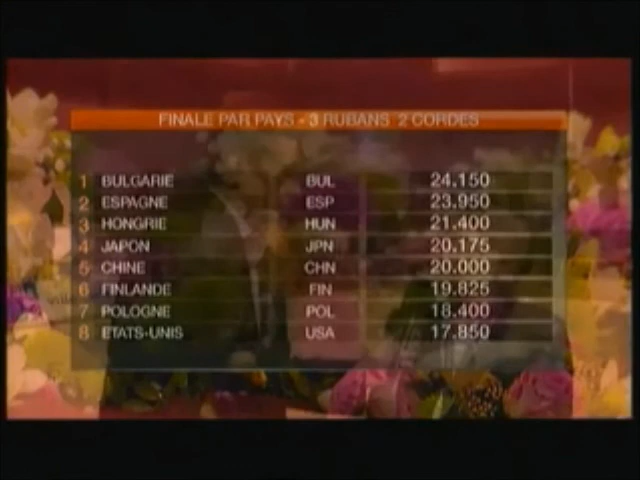 FINALE PAR PAYS - 3 RUBANS 2 CORDES
1 BULGARIE BUL 24.150
2 ESPAGNE ESP 23.950
3 HONGRIE HUN 21.400
4 JAPON JPN 20.175
5 CHINE CHN 20.000
6 FINLANDE FIN 19.825
7 POLOGNE POL 18.400
8 ETATS-UNIS USA 17.850